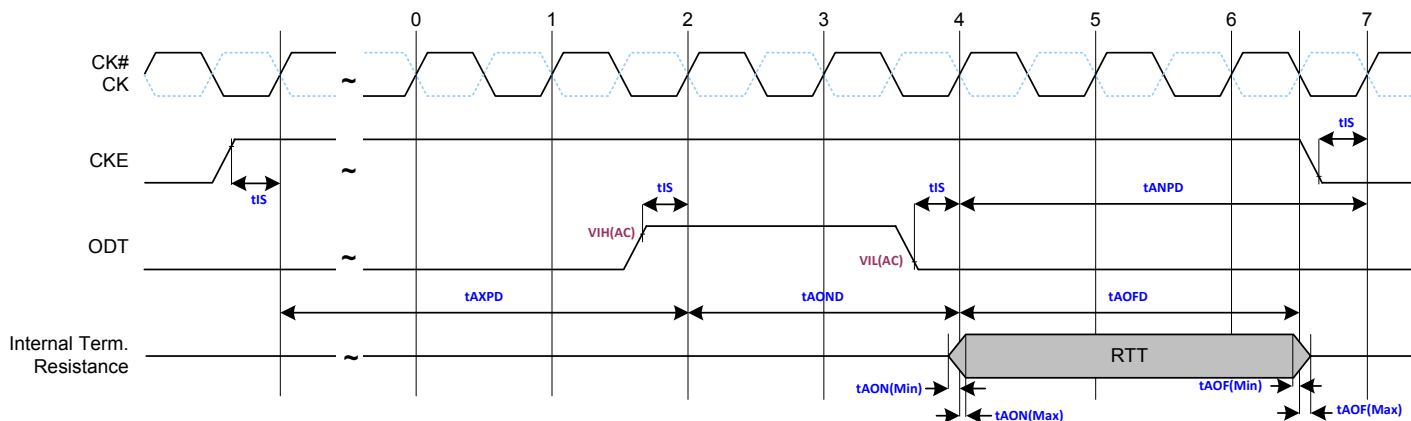 0 1 2 3 4 5 6 7
CK#
CK
~
tIS
CKE
~
tIS
tIS
tIS
tANPD
VIH(AC)
ODT
VIL(AC)
~
tAXPD
tAOND
tAOFD
Internal Term.
Resistance
~
RTT
tAON(Min)
tAOF(Min)
tAON(Max)
tAOF(Max)